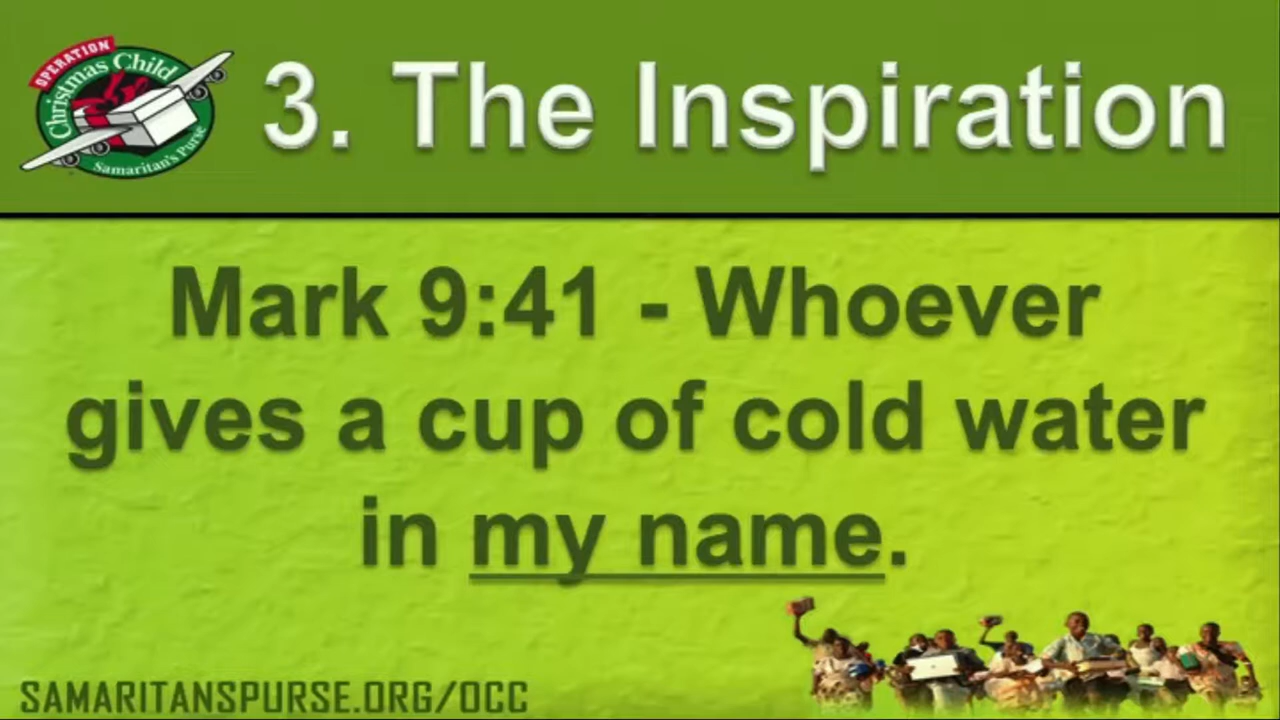 OPERATION
Christmas Child
Samaritan's Purse
3. The Inspiration
Mark 9:41 - Whoever
gives a cup of cold water
in my name.
SAMARITANSPURSE.ORG/OCC